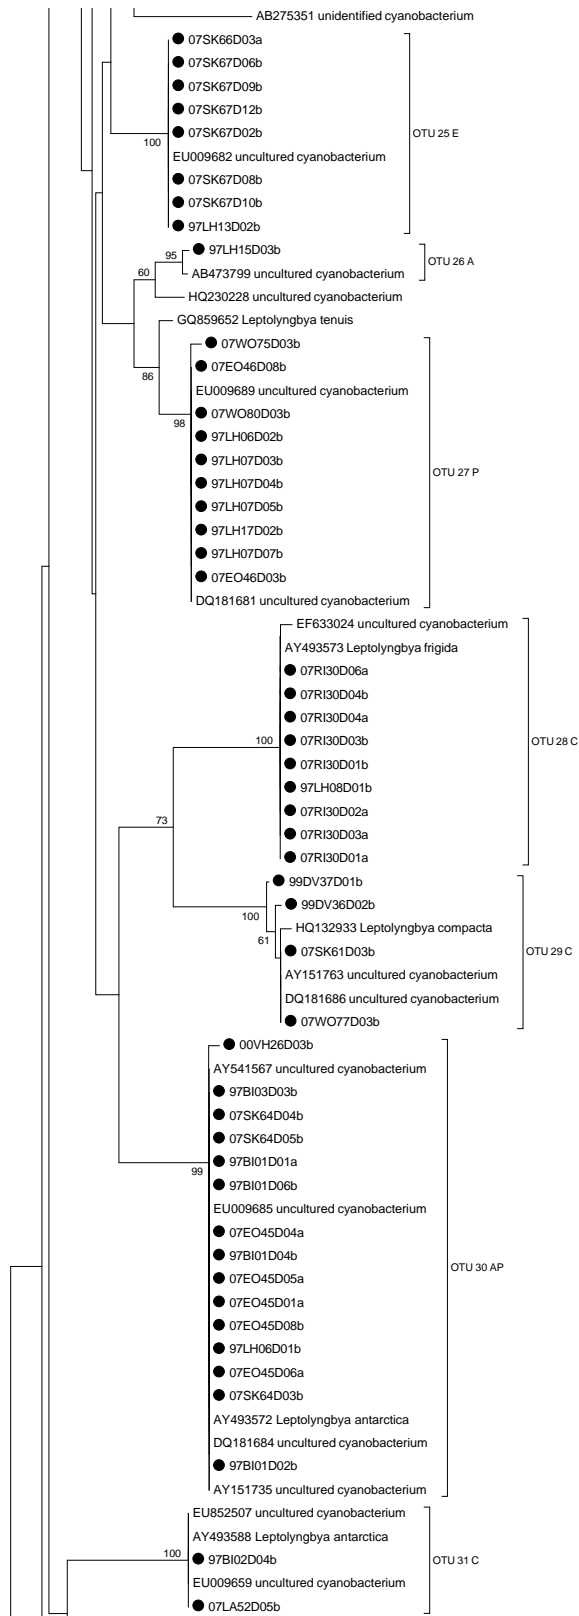 AB275351 unidentified cyanobacterium
07SK66D03a
07SK67D06b
07SK67D09b
07SK67D12b
07SK67D02b
OTU 25 E
100
EU009682 uncultured cyanobacterium
07SK67D08b
07SK67D10b
97LH13D02b
97LH15D03b
95
OTU 26 A
AB473799 uncultured cyanobacterium
60
HQ230228 uncultured cyanobacterium
GQ859652 Leptolyngbya tenuis
07WO75D03b
07EO46D08b
86
EU009689 uncultured cyanobacterium
07WO80D03b
98
97LH06D02b
97LH07D03b
OTU 27 P
97LH07D04b
97LH07D05b
97LH17D02b
97LH07D07b
07EO46D03b
DQ181681 uncultured cyanobacterium
EF633024 uncultured cyanobacterium
AY493573 Leptolyngbya frigida
07RI30D06a
07RI30D04b
07RI30D04a
07RI30D03b
100
OTU 28 C
07RI30D01b
97LH08D01b
07RI30D02a
73
07RI30D03a
07RI30D01a
99DV37D01b
99DV36D02b
100
HQ132933 Leptolyngbya compacta
61
07SK61D03b
OTU 29 C
AY151763 uncultured cyanobacterium
DQ181686 uncultured cyanobacterium
07WO77D03b
00VH26D03b
AY541567 uncultured cyanobacterium
97BI03D03b
07SK64D04b
07SK64D05b
97BI01D01a
99
97BI01D06b
EU009685 uncultured cyanobacterium
07EO45D04a
97BI01D04b
OTU 30 AP
07EO45D05a
07EO45D01a
07EO45D08b
97LH06D01b
07EO45D06a
07SK64D03b
AY493572 Leptolyngbya antarctica
DQ181684 uncultured cyanobacterium
97BI01D02b
AY151735 uncultured cyanobacterium
EU852507 uncultured cyanobacterium
AY493588 Leptolyngbya antarctica
100
97BI02D04b
OTU 31 C
EU009659 uncultured cyanobacterium
07LA52D05b